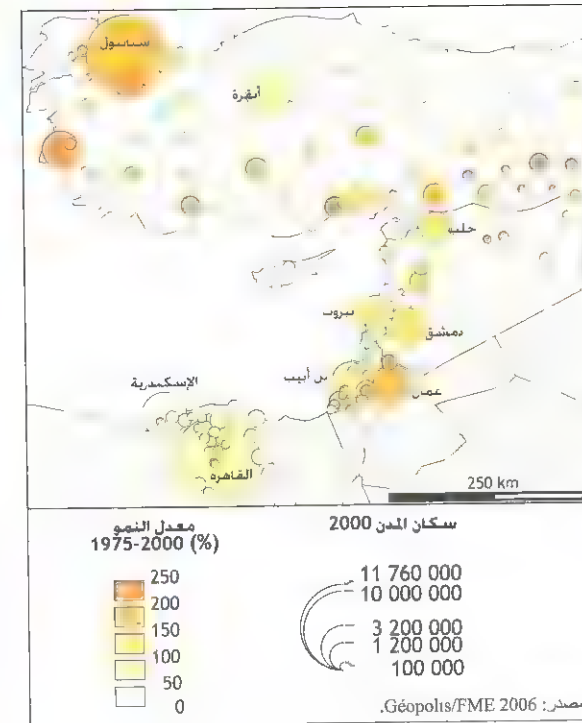 أنقرة
حلب
بيروت
دمشق
تل أبيب
عمان
الإسكندرية
القاهرة
250 km
معدل النمو
1975-2000 (%)
250
200
150
100
50
0
سكان المدن 2000
11 760 000
10 000 000
3 200 000
1 200 000
100 000
مصدر: Géopolis/FME 2006.